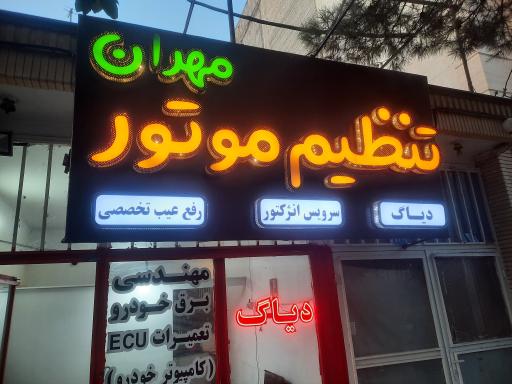 مهران
تنظیم موتور
دیاگ
سرویس انژکتور
رفع عیب تخصصی
مهندسی
برق خودرو
تعمیرات ECU
(کامپیوتر خودرو)
دیاگ